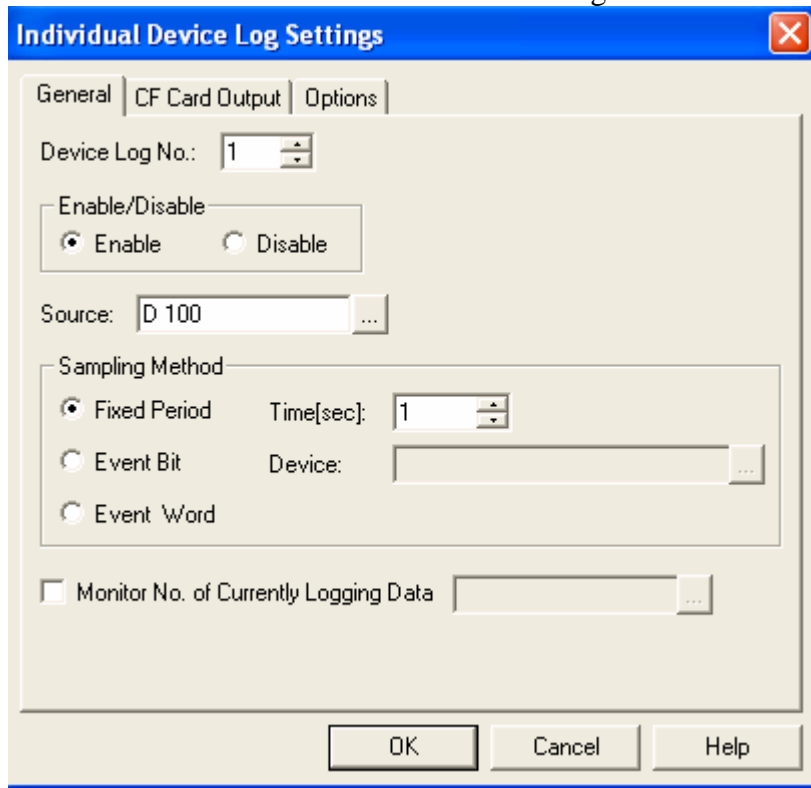 Individual Device Log Settings
General CF Card Output Options
Device Log No.: 1
Enable/Disable
Enable Disable
Source: D 100 ...
Sampling Method
Fixed Period Time[sec]: 1
Event Bit Device: ...
Event Word
Monitor No. of Currently Logging Data ...
OK Cancel Help